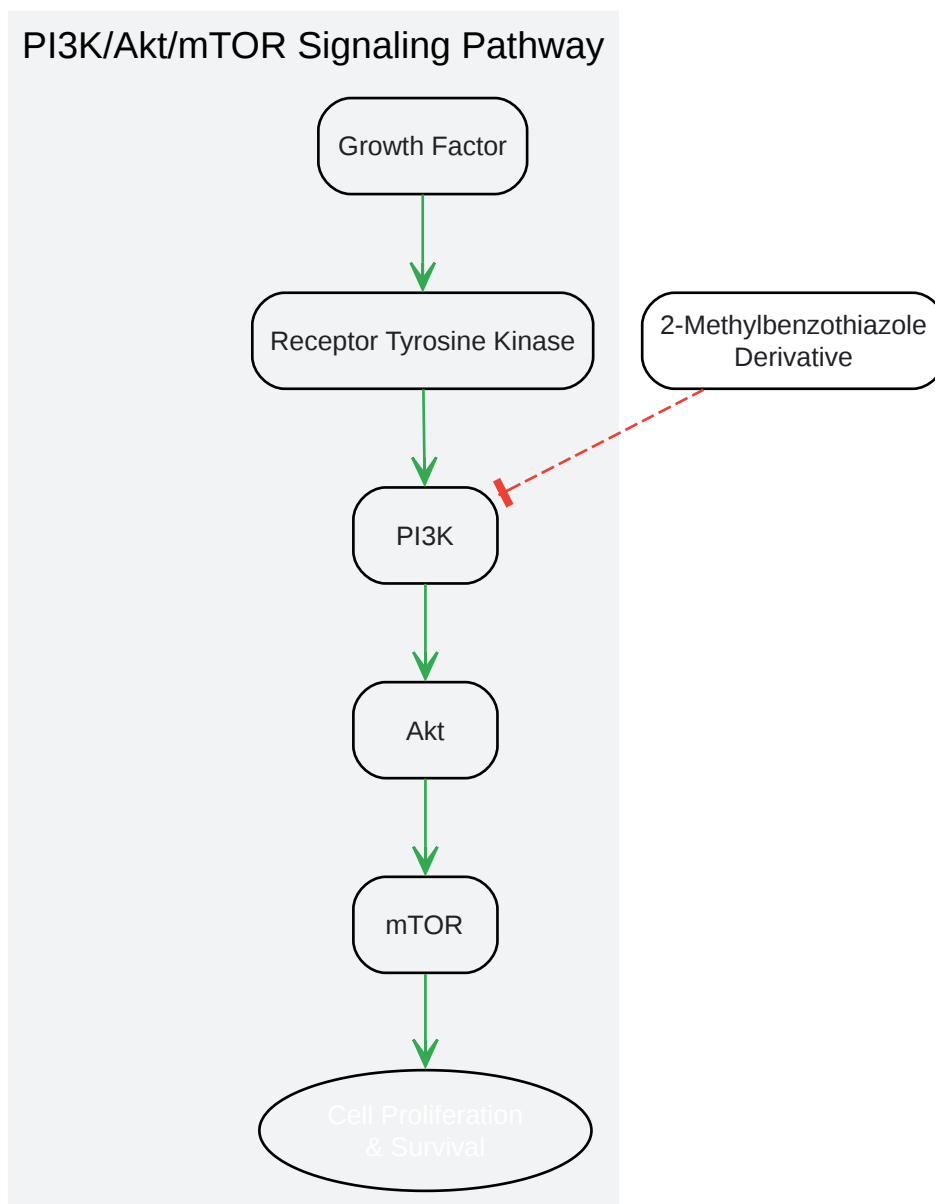 PI3K/Akt/mTOR Signaling Pathway
Growth Factor
Receptor Tyrosine Kinase
2-Methylbenzothiazole
Derivative
PI3K
Akt
mTOR
Cell Proliferation
& Survival